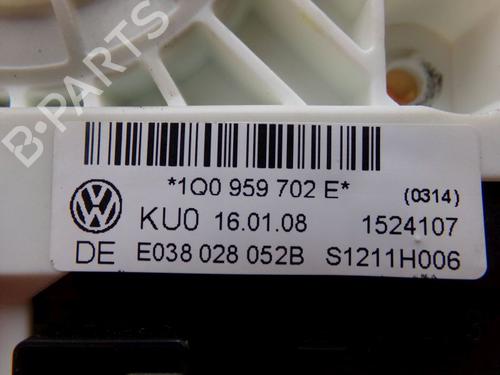 B-PARTS
*1Q0 959 702 E*
(0314)
KU0 16.01.08 1524107
DE E038 028 052B S1211H006